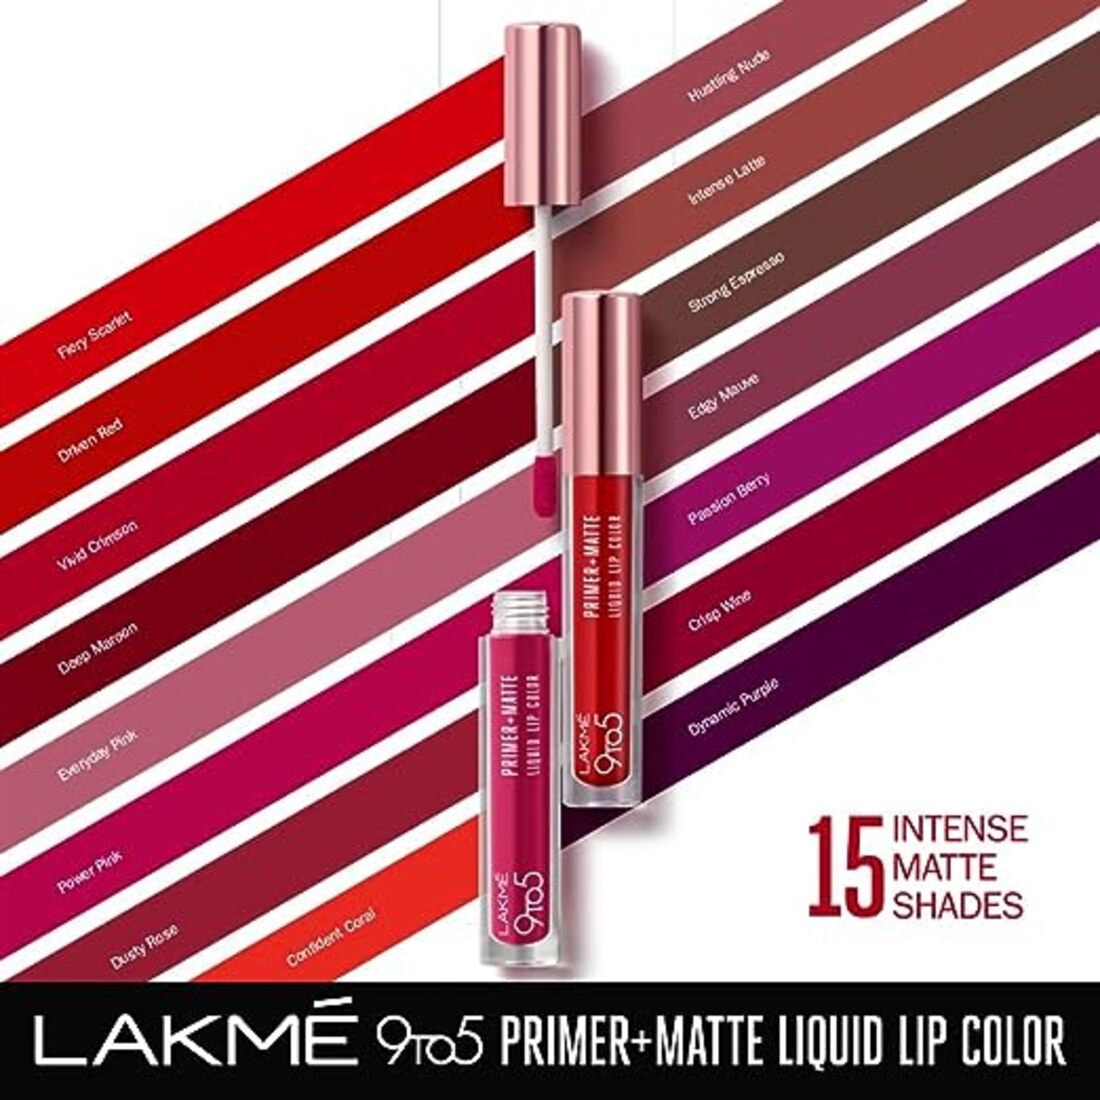 Fiery Scarlet
Driven Red
Vivid Crimson
Deep Maroon
Everyday Pink
Power Pink
Dusty Rose
Confident Coral
Hustling Nude
Intense Latte
Strong Espresso
Edgy Mauve
Passion Berry
Crisp Wine
Dynamic Purple
PRIMER+MATTE
LIQUID LIP COLOR
LAKMÉ
9TO5
PRIMER+MATTE
LIQUID LIP COLOR
LAKMÉ
9TO5
15 INTENSE
MATTE
SHADES
LAKMÉ 9TO5 PRIMER+MATTE LIQUID LIP COLOR